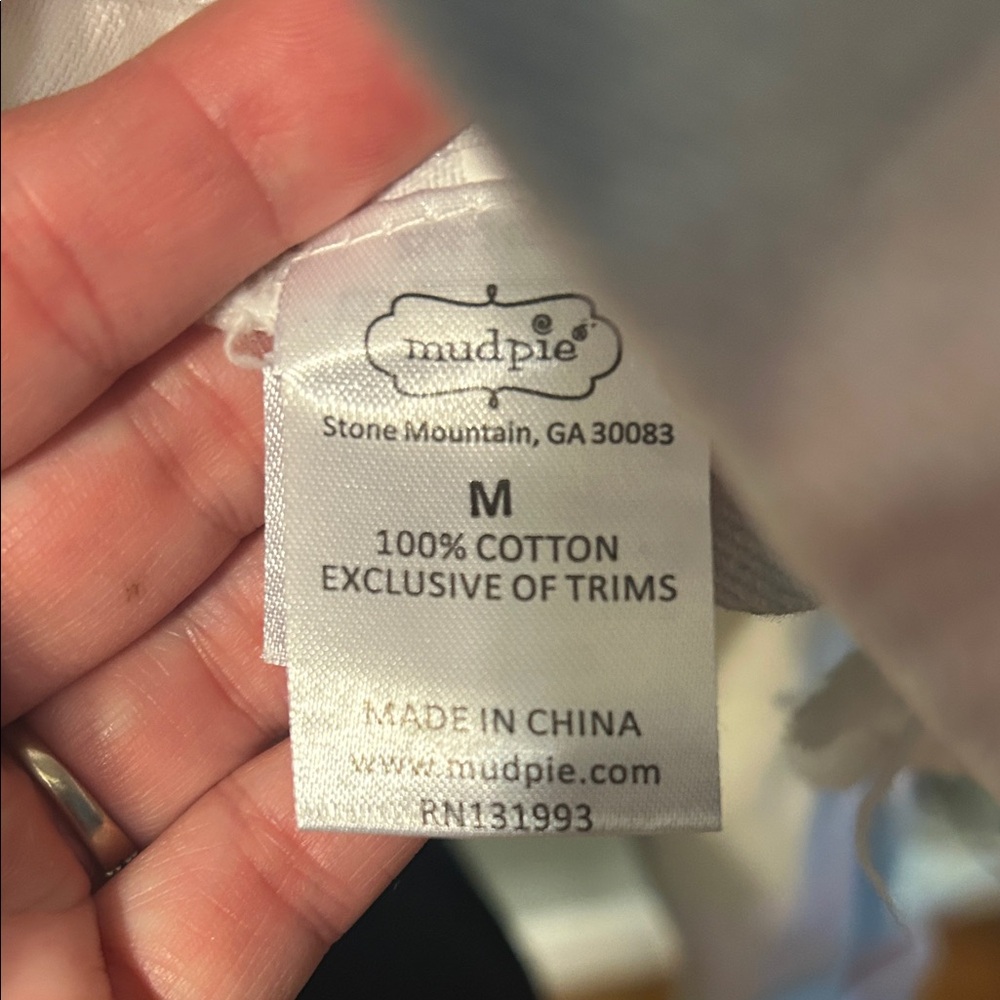 mudpie
Stone Mountain, GA 30083
M
100% COTTON
EXCLUSIVE OF TRIMS
MADE IN CHINA
www.mudpie.com
RN131993